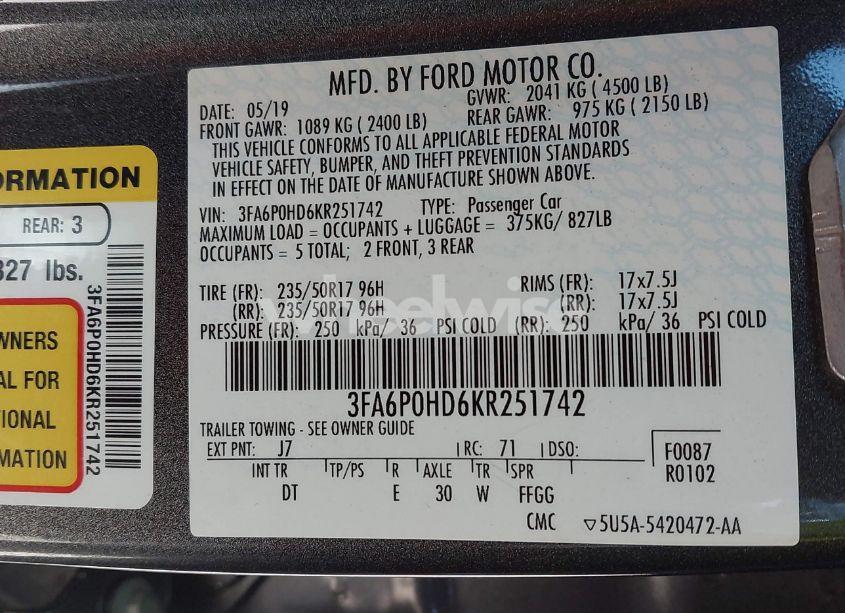 MFD. BY FORD MOTOR CO.
DATE: 05/19
GVWR: 2041 KG ( 4500 LB)
FRONT GAWR: 1089 KG ( 2400 LB)
REAR GAWR: 975 KG ( 2150 LB)
THIS VEHICLE CONFORMS TO ALL APPLICABLE FEDERAL MOTOR
VEHICLE SAFETY, BUMPER, AND THEFT PREVENTION STANDARDS
IN EFFECT ON THE DATE OF MANUFACTURE SHOWN ABOVE.
VIN: 3FA6P0HD6KR251742 TYPE: Passenger Car
MAXIMUM LOAD = OCCUPANTS + LUGGAGE = 375KG/ 827LB
OCCUPANTS = 5 TOTAL; 2 FRONT, 3 REAR
TIRE (FR): 235/50R17 96H RIMS (FR): 17x7.5J
(RR): 235/50R17 96H (RR): 17x7.5J
PRESSURE (FR): 250 kPa/ 36 PSI COLD (RR): 250 kPa/ 36 PSI COLD
3FA6P0HD6KR251742
TRAILER TOWING - SEE OWNER GUIDE
EXT PNT: J7 RC: 71 DSO:
F0087
R0102
INT TR TP/PS R AXLE TR SPR
DT E 30 W FFGG
CMC ▽5U5A-5420472-AA
ORMATION
REAR: 3
827 lbs.
WNERS
AL FOR
TIONAL
MATION
3FA6P0HD6KR251742
wheelwise